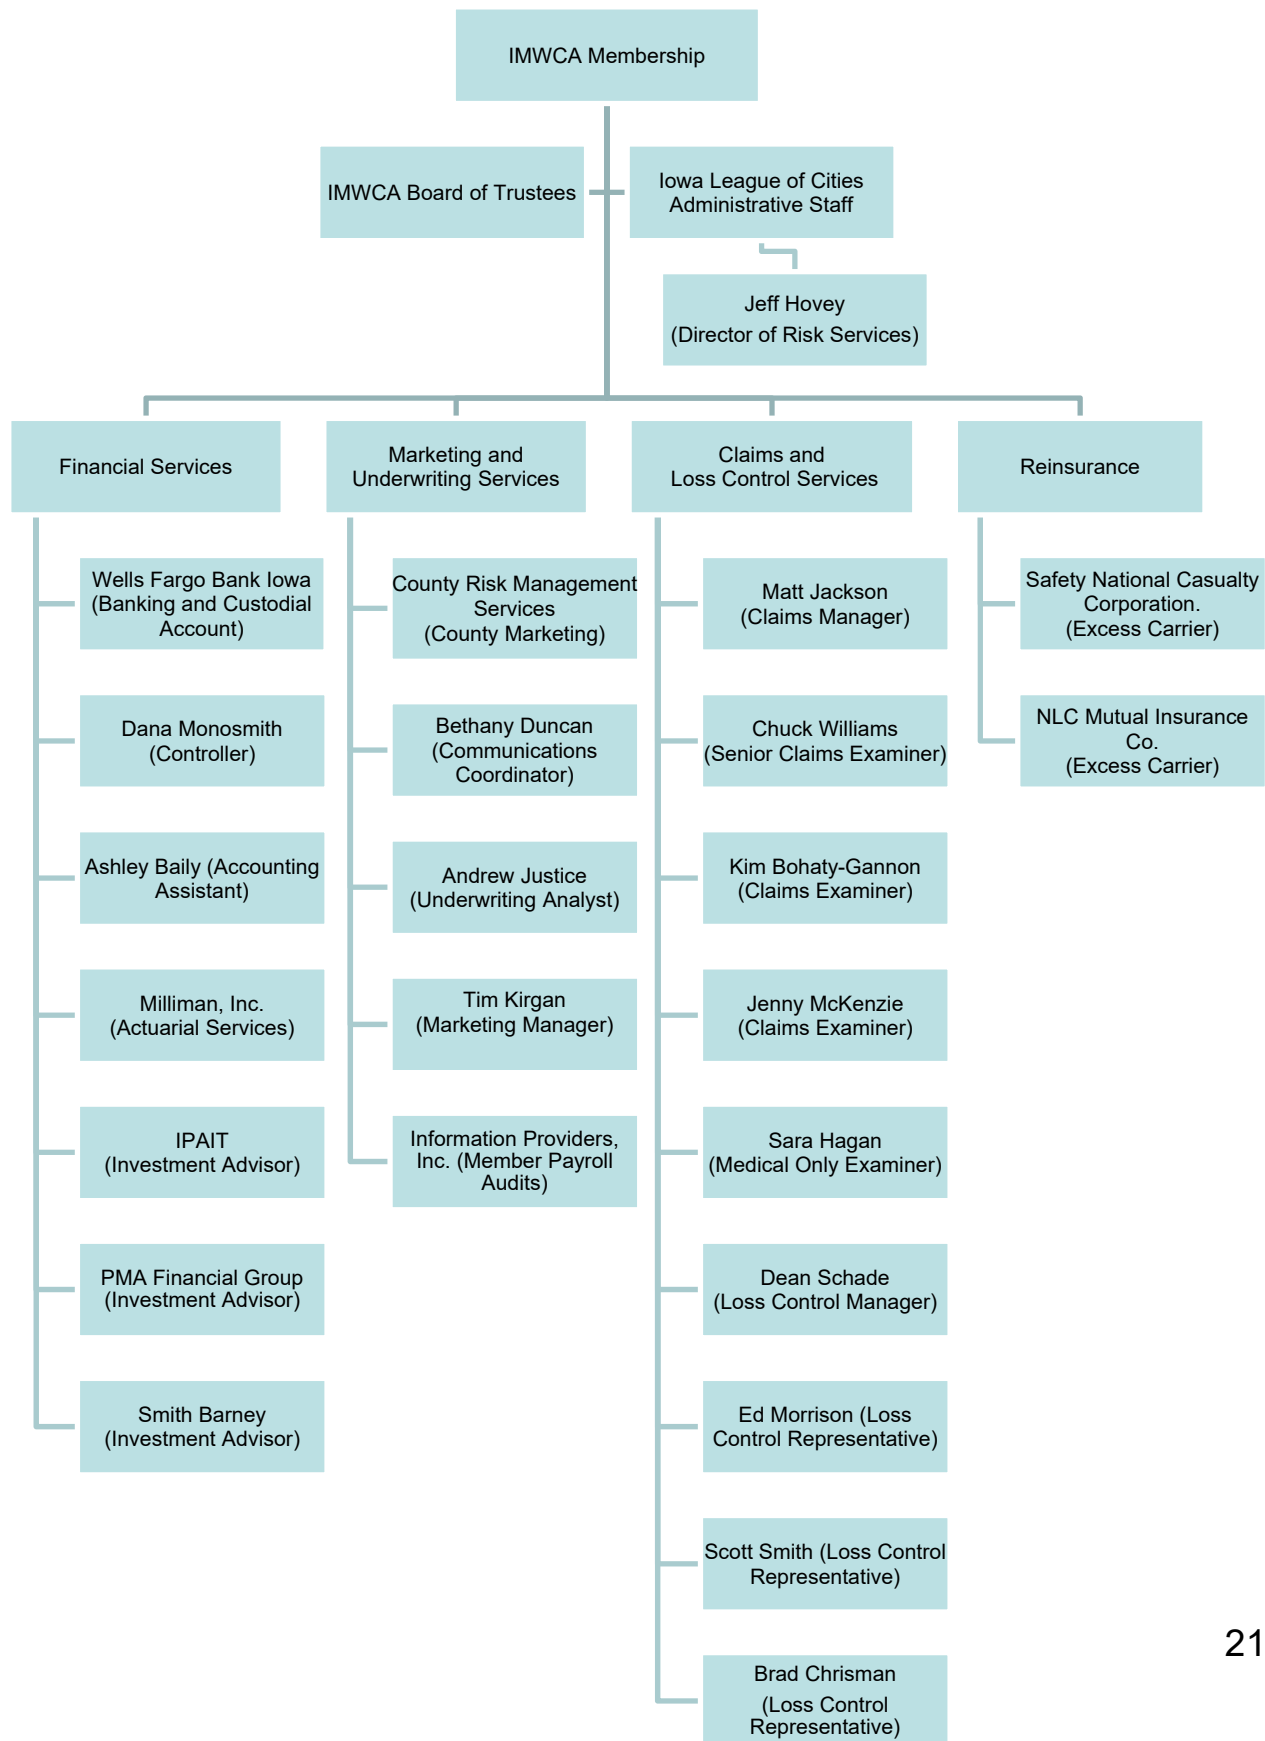 IMWCA Membership
IMWCA Board of Trustees
Iowa League of Cities
Administrative Staff
Jeff Hovey
(Director of Risk Services)
Financial Services
Marketing and
Underwriting Services
Claims and
Loss Control Services
Reinsurance
Wells Fargo Bank Iowa
(Banking and Custodial
Account)
Dana Monosmith
(Controller)
Ashley Baily (Accounting
Assistant)
Milliman, Inc.
(Actuarial Services)
IPAIT
(Investment Advisor)
PMA Financial Group
(Investment Advisor)
Smith Barney
(Investment Advisor)
County Risk Management
Services
(County Marketing)
Bethany Duncan
(Communications
Coordinator)
Andrew Justice
(Underwriting Analyst)
Tim Kirgan
(Marketing Manager)
Information Providers,
Inc. (Member Payroll
Audits)
Matt Jackson
(Claims Manager)
Chuck Williams
(Senior Claims Examiner)
Kim Bohaty-Gannon
(Claims Examiner)
Jenny McKenzie
(Claims Examiner)
Sara Hagan
(Medical Only Examiner)
Dean Schade
(Loss Control Manager)
Ed Morrison (Loss
Control Representative)
Scott Smith (Loss Control
Representative)
Brad Chrisman
(Loss Control
Representative)
Safety National Casualty
Corporation.
(Excess Carrier)
NLC Mutual Insurance
Co.
(Excess Carrier)
21